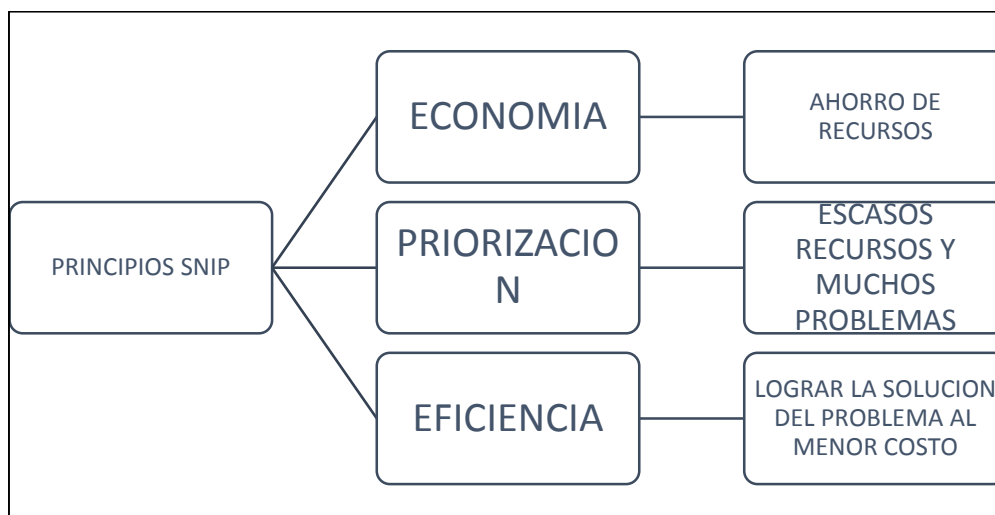 ECONOMIA
AHORRO DE
RECURSOS
PRINCIPIOS SNIP
PRIORIZACIO
N
ESCASOS
RECURSOS Y
MUCHOS
PROBLEMAS
EFICIENCIA
LOGRAR LA SOLUCION
DEL PROBLEMA AL
MENOR COSTO